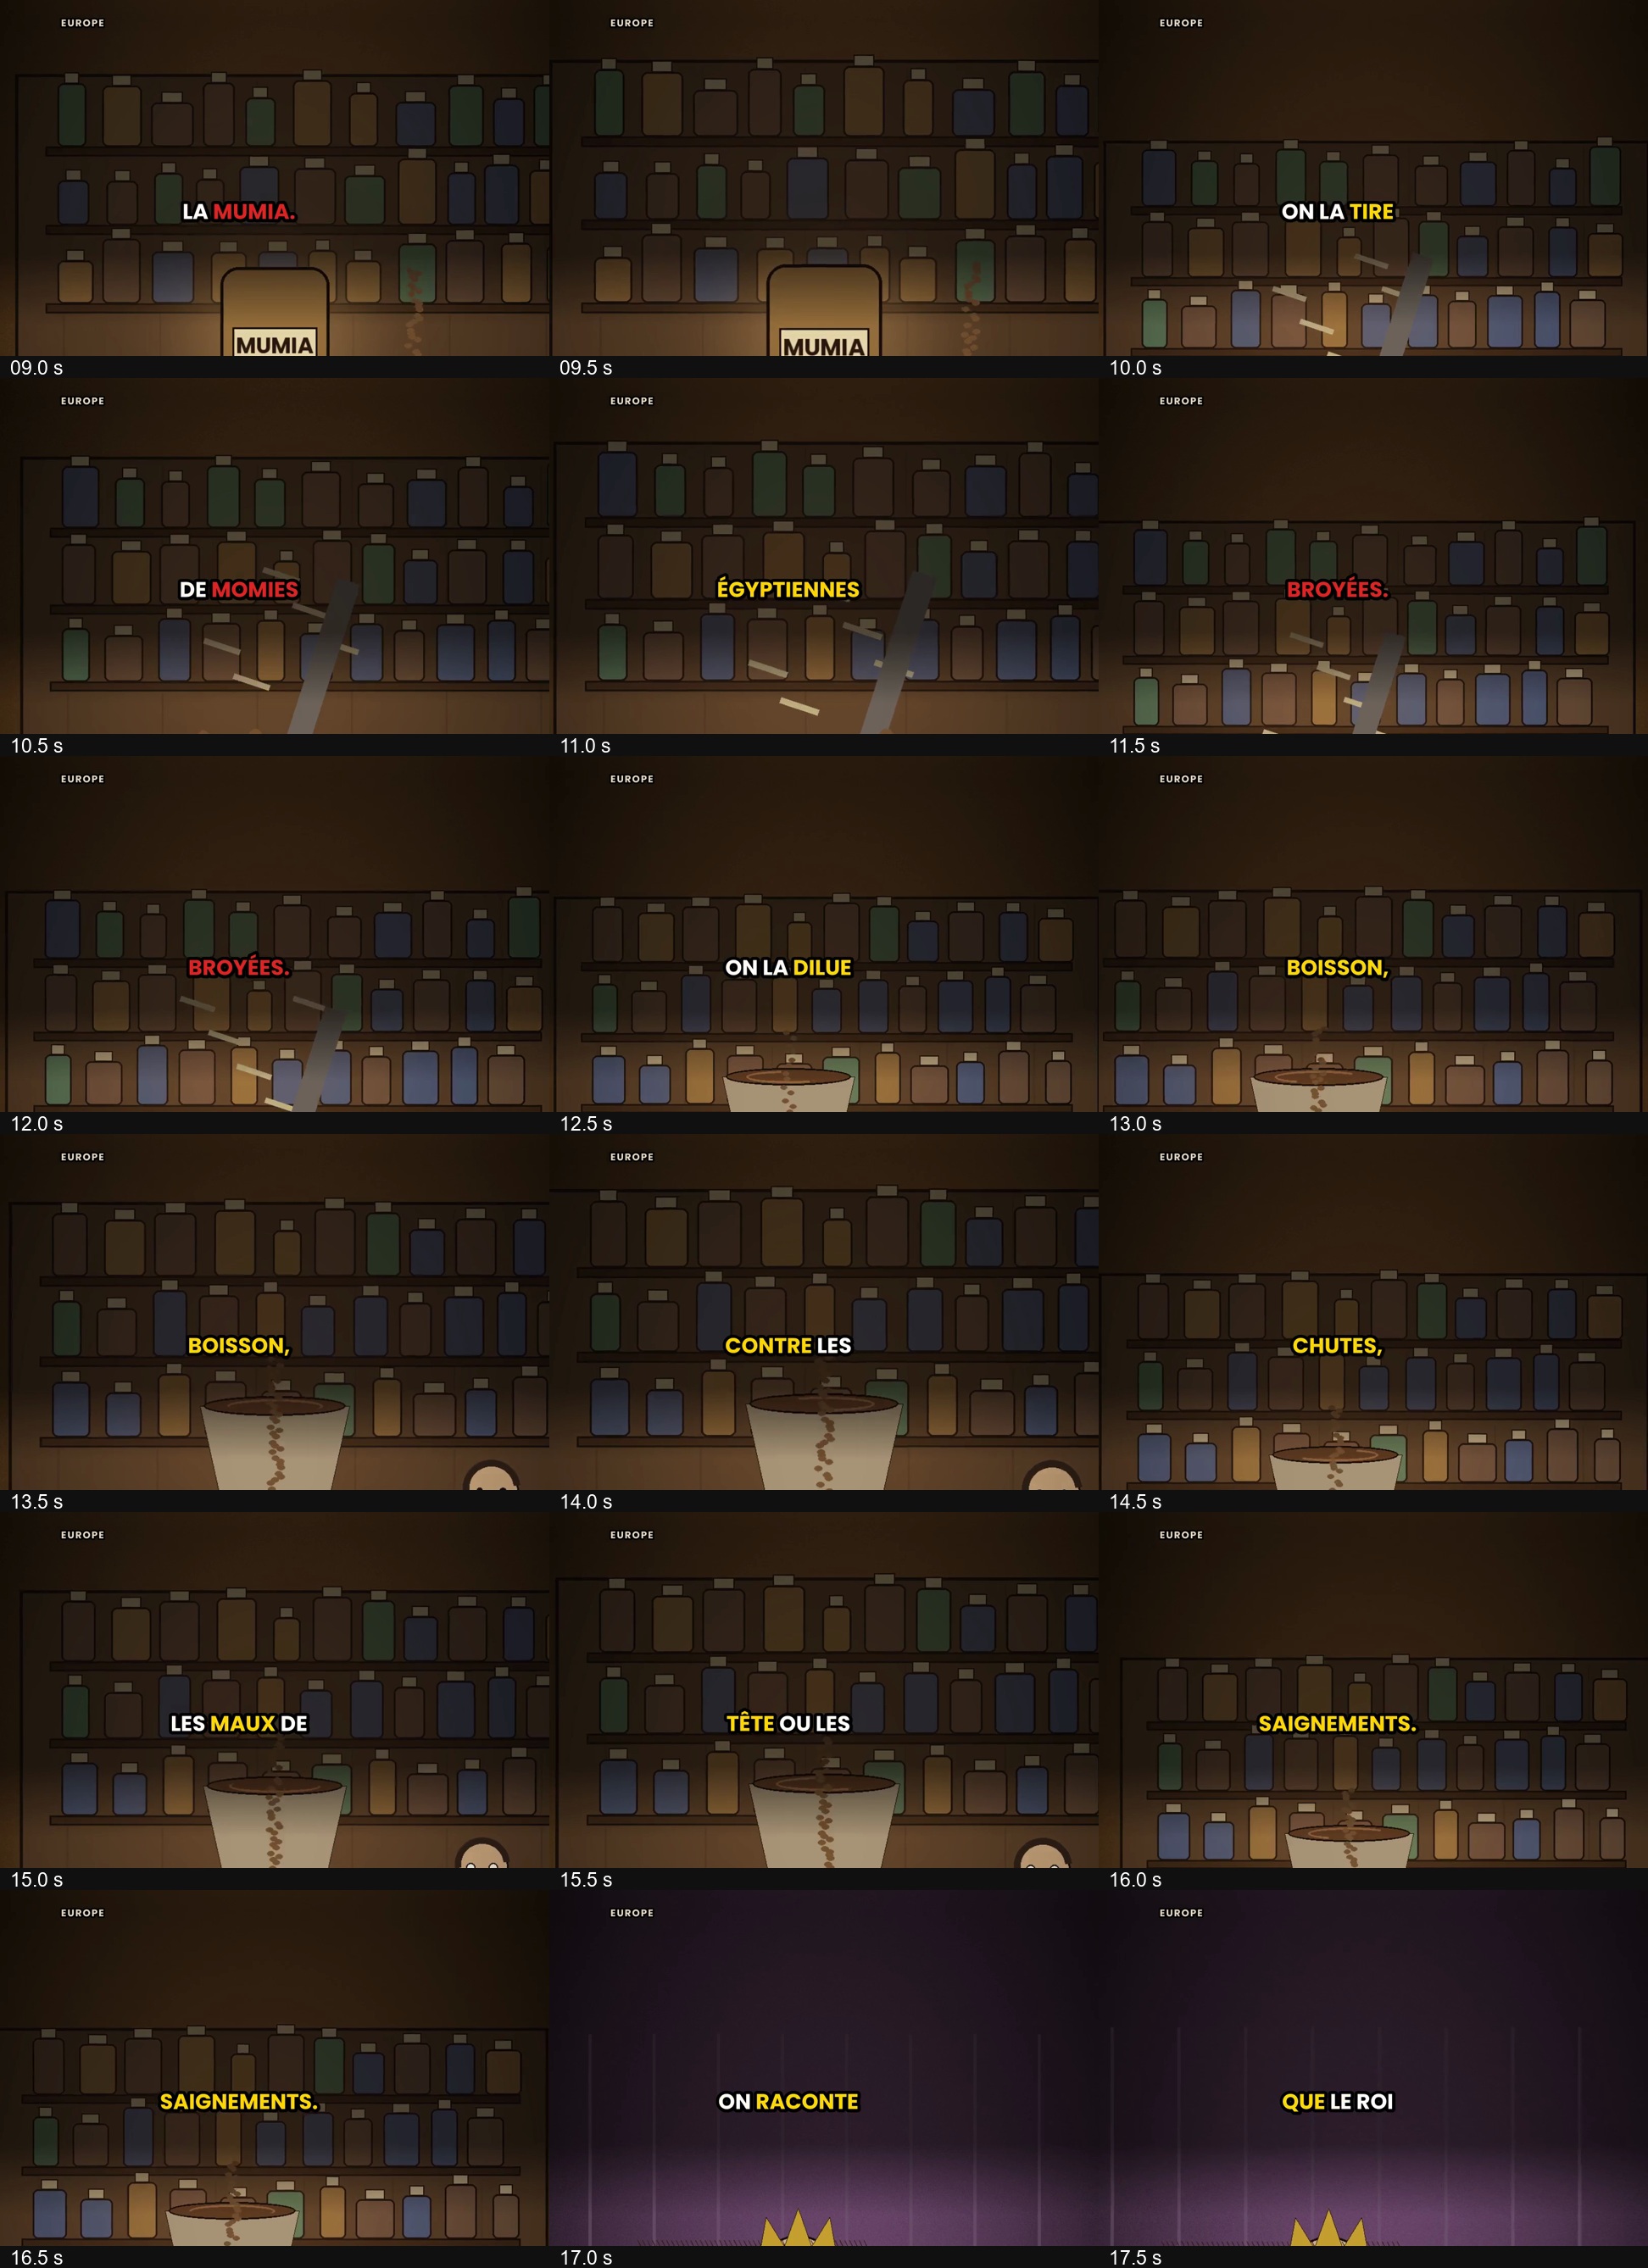 EUROPE
LA MUMIA.
MUMIA
09.0 s
EUROPE
MUMIA
09.5 s
EUROPE
ON LA TIRE
10.0 s
EUROPE
DE MOMIES
10.5 s
EUROPE
ÉGYPTIENNES
11.0 s
EUROPE
BROYÉES.
11.5 s
EUROPE
BROYÉES.
12.0 s
EUROPE
ON LA DILUE
12.5 s
EUROPE
BOISSON,
13.0 s
EUROPE
BOISSON,
13.5 s
EUROPE
CONTRE LES
14.0 s
EUROPE
CHUTES,
14.5 s
EUROPE
LES MAUX DE
15.0 s
EUROPE
TÊTE OU LES
15.5 s
EUROPE
SAIGNEMENTS.
16.0 s
EUROPE
SAIGNEMENTS.
16.5 s
EUROPE
ON RACONTE
17.0 s
EUROPE
QUE LE ROI
17.5 s